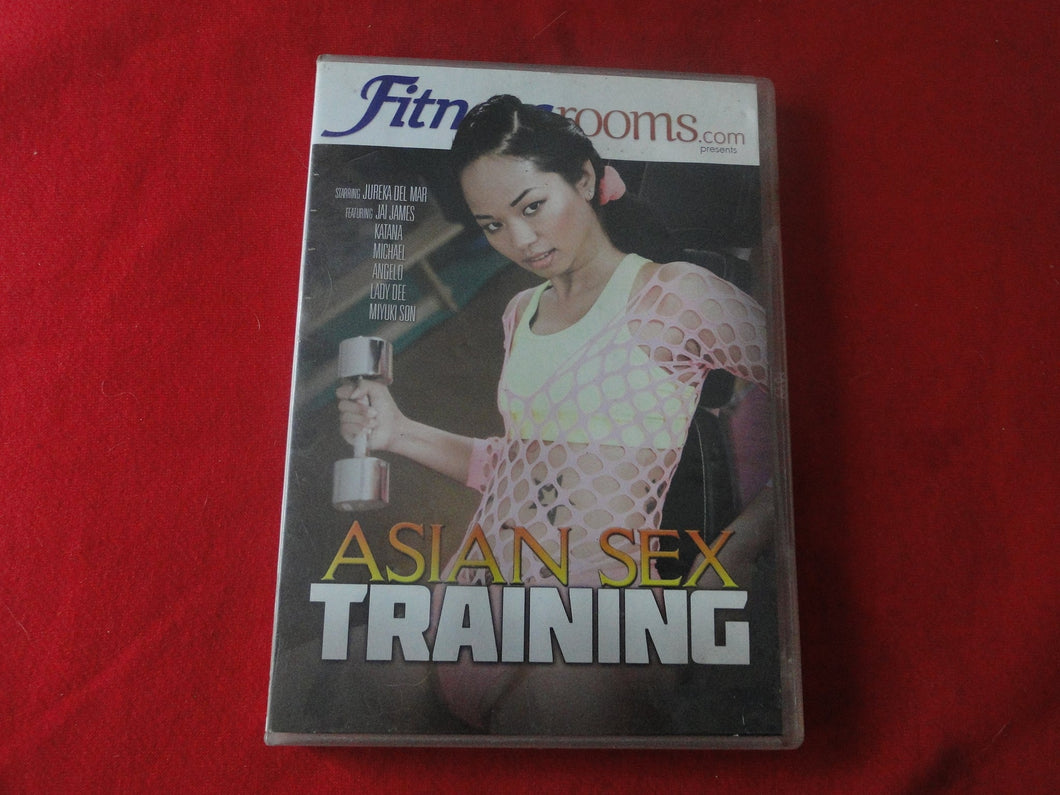 Fitn rooms.com
presents
STARRING JUREKA DEL MAR
FEATURING JAI JAMES
KATANA
MICHAEL
ANGELO
LADY DEE
MIYUKI SON
ASIAN SEX
TRAINING